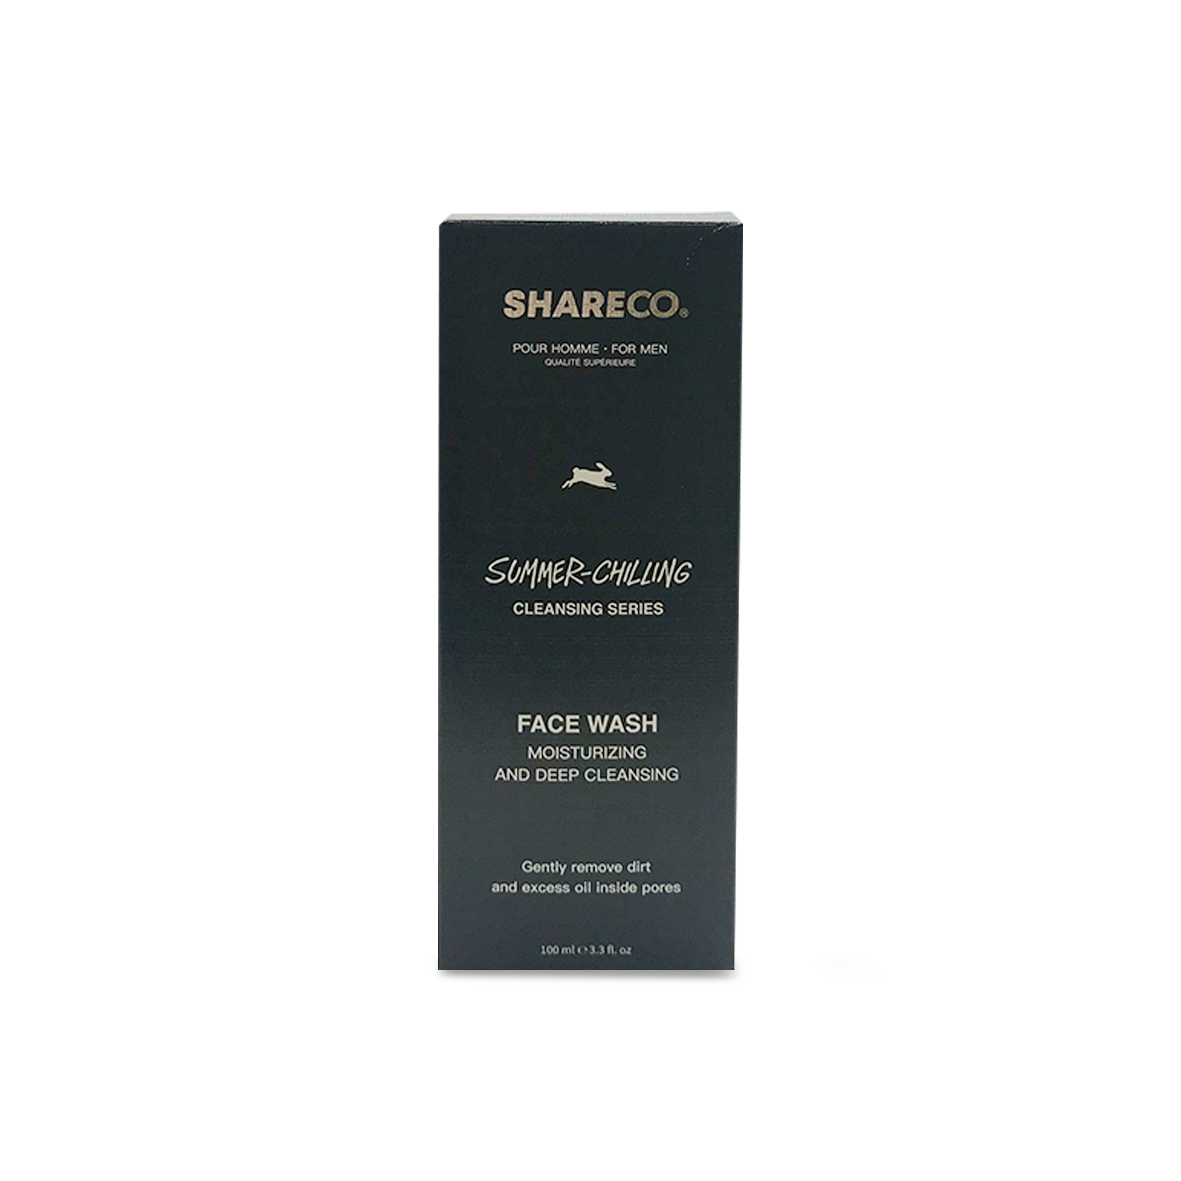 SHARECO®
POUR HOMME · FOR MEN
QUALITÉ SUPÉRIEURE
SUMMER-CHILLING
CLEANSING SERIES
FACE WASH
MOISTURIZING
AND DEEP CLEANSING
Gently remove dirt
and excess oil inside pores
100 ml ℮ 3.3 fl. oz